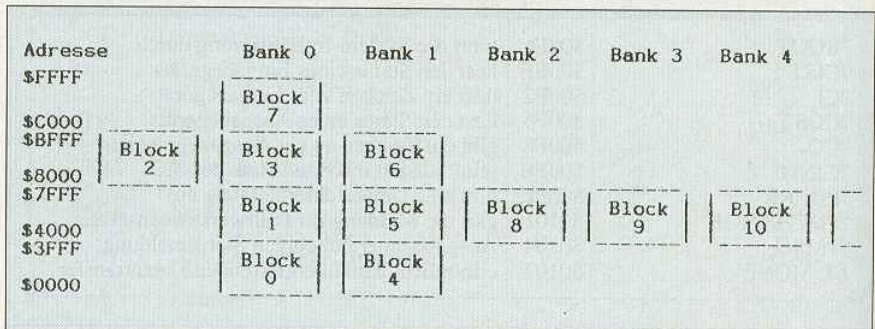 Adresse Bank 0 Bank 1 Bank 2 Bank 3 Bank 4
$FFFF
Block
7
$C000
$BFFF
Block Block Block
2 3 6
$8000
$7FFF
Block Block Block Block Block
1 5 8 9 10
$4000
$3FFF
Block Block
0 4
$0000